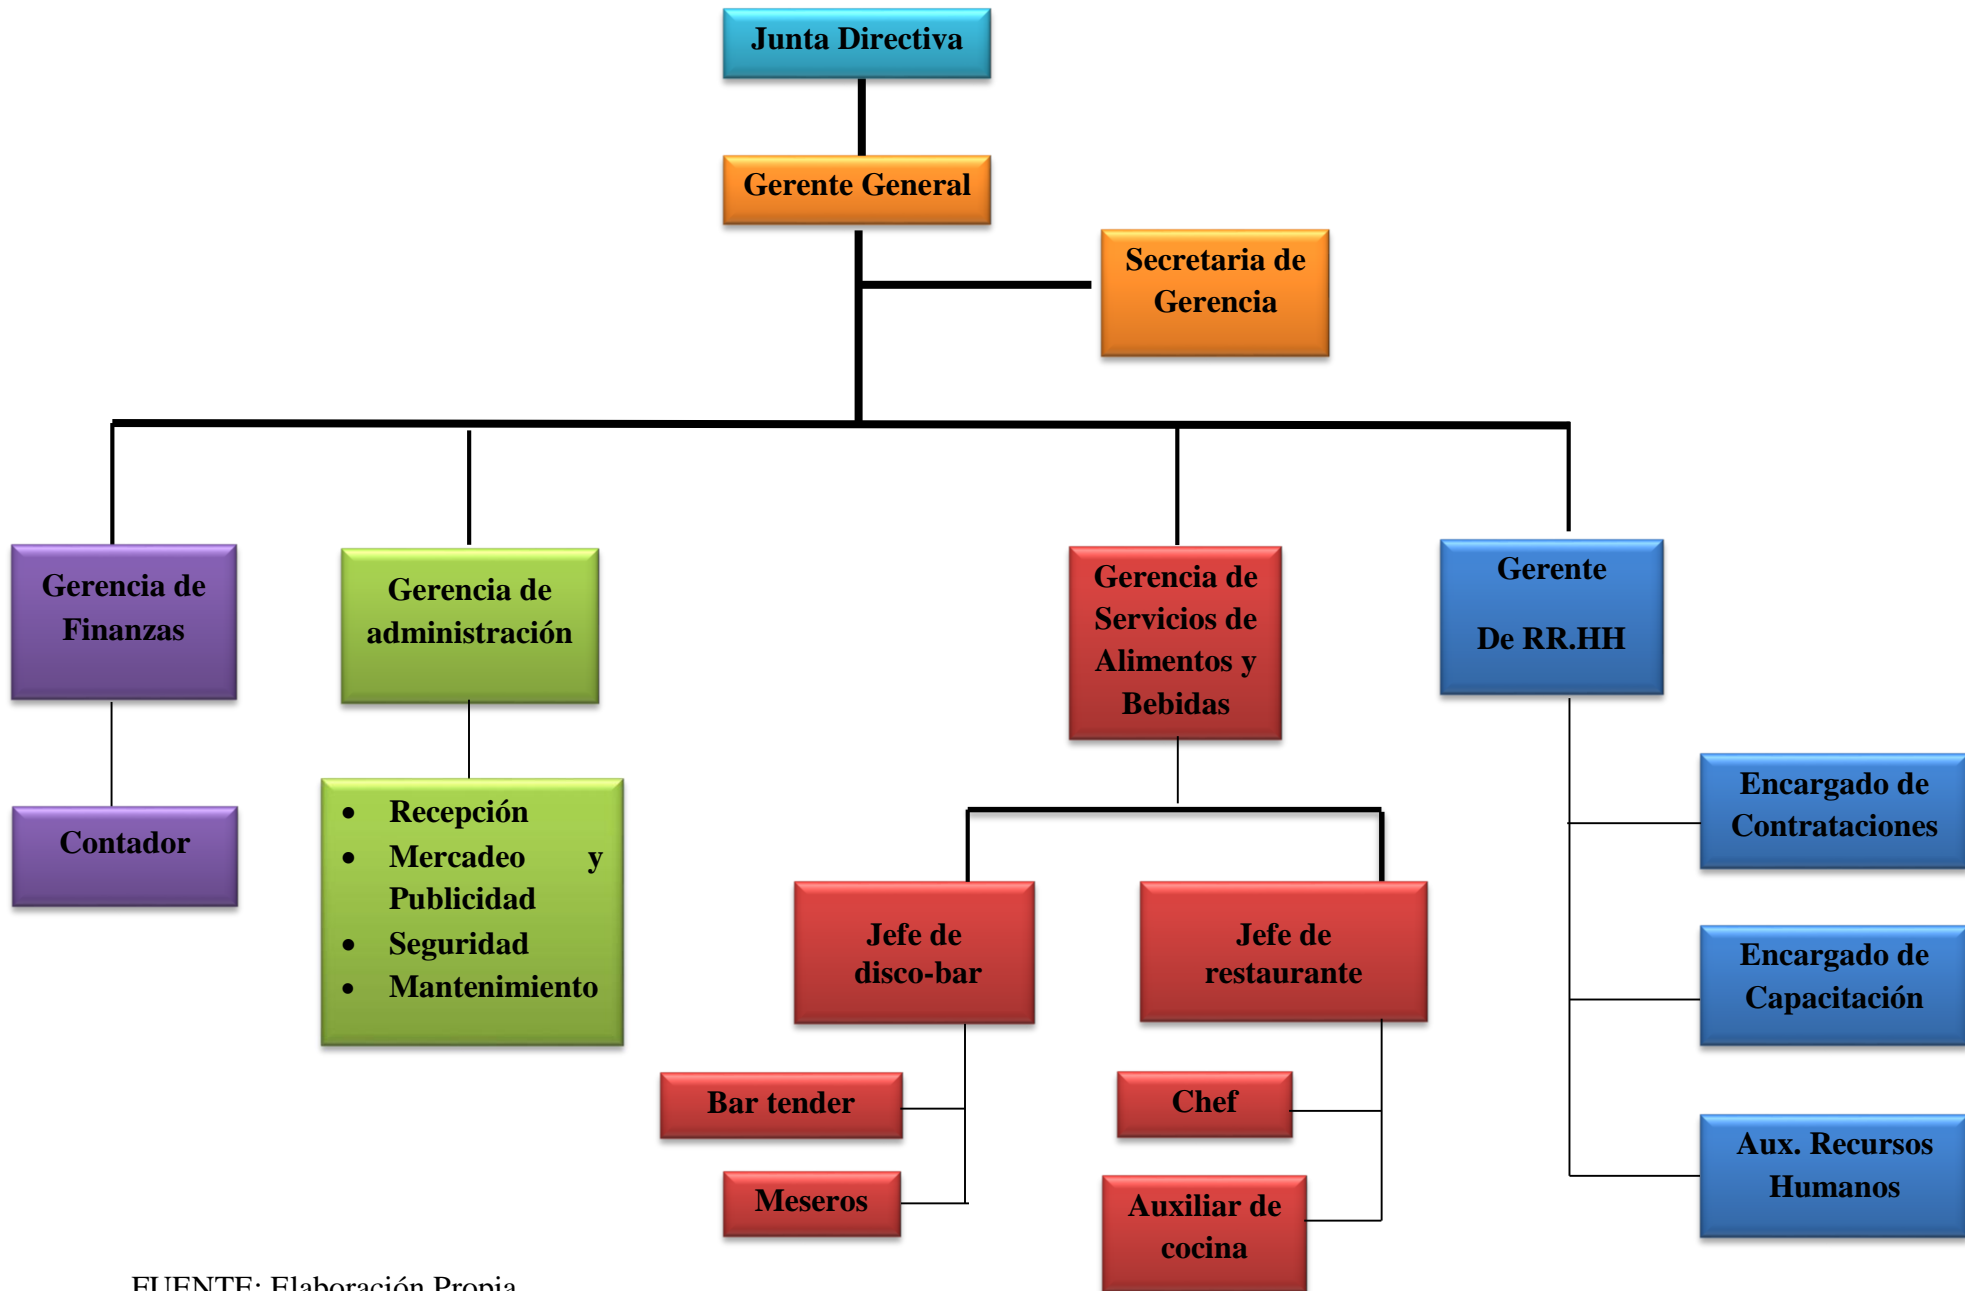 Junta Directiva
Gerente General
Secretaria de
Gerencia
Gerencia de
Finanzas
Gerencia de
administración
Gerencia de
Servicios de
Alimentos y
Bebidas
Gerente
De RR.HH
Contador
• Recepción
• Mercadeo y
Publicidad
• Seguridad
• Mantenimiento
Jefe de
disco-bar
Jefe de
restaurante
Bar tender
Meseros
Chef
Auxiliar de
cocina
Encargado de
Contrataciones
Encargado de
Capacitación
Aux. Recursos
Humanos
FUENTE: Elaboración Propia